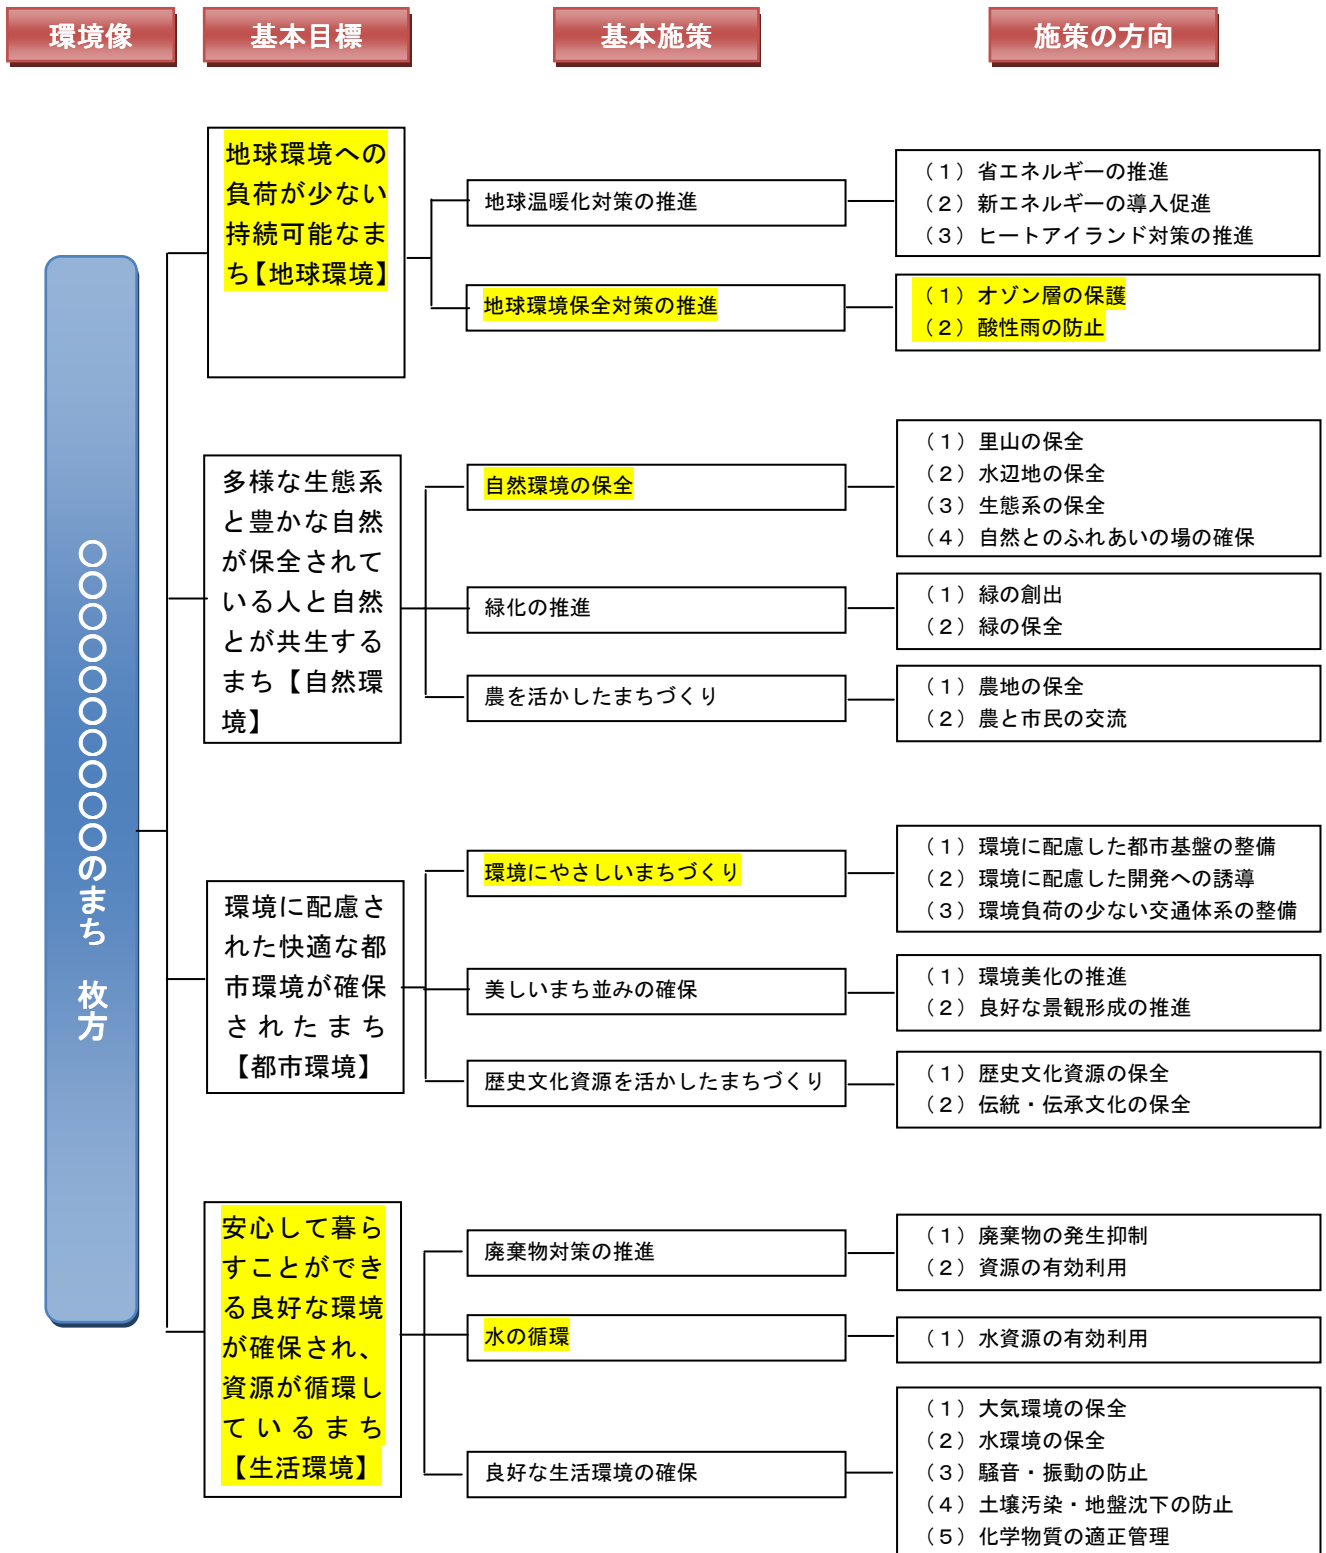 環境像
基本目標
基本施策
施策の方向
〇〇〇〇〇〇〇〇〇〇のまち　枚方
地球環境への
負荷が少ない
持続可能なま
ち【地球環境】
地球温暖化対策の推進
（１）省エネルギーの推進
（２）新エネルギーの導入促進
（３）ヒートアイランド対策の推進
地球環境保全対策の推進
（１）オゾン層の保護
（２）酸性雨の防止
多様な生態系
と豊かな自然
が保全されて
いる人と自然
とが共生する
まち【自然環
境】
自然環境の保全
（１）里山の保全
（２）水辺地の保全
（３）生態系の保全
（４）自然とのふれあいの場の確保
緑化の推進
（１）緑の創出
（２）緑の保全
農を活かしたまちづくり
（１）農地の保全
（２）農と市民の交流
環境に配慮さ
れた快適な都
市環境が確保
されたまち
【都市環境】
環境にやさしいまちづくり
（１）環境に配慮した都市基盤の整備
（２）環境に配慮した開発への誘導
（３）環境負荷の少ない交通体系の整備
美しいまち並みの確保
（１）環境美化の推進
（２）良好な景観形成の推進
歴史文化資源を活かしたまちづくり
（１）歴史文化資源の保全
（２）伝統・伝承文化の保全
安心して暮ら
すことができ
る良好な環境
が確保され、
資源が循環し
ているまち
【生活環境】
廃棄物対策の推進
（１）廃棄物の発生抑制
（２）資源の有効利用
水の循環
（１）水資源の有効利用
良好な生活環境の確保
（１）大気環境の保全
（２）水環境の保全
（３）騒音・振動の防止
（４）土壌汚染・地盤沈下の防止
（５）化学物質の適正管理